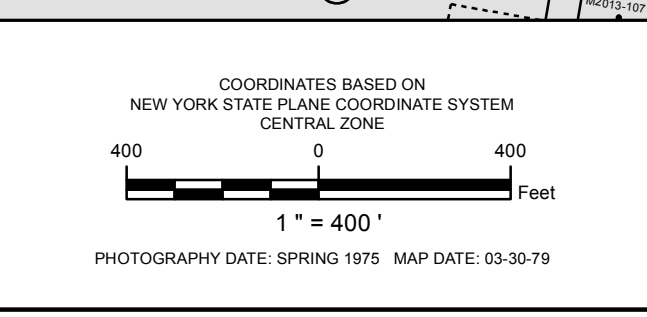 M2013-107
COORDINATES BASED ON
NEW YORK STATE PLANE COORDINATE SYSTEM
CENTRAL ZONE
400 0 400
Feet
1 " = 400 '
PHOTOGRAPHY DATE: SPRING 1975 MAP DATE: 03-30-79